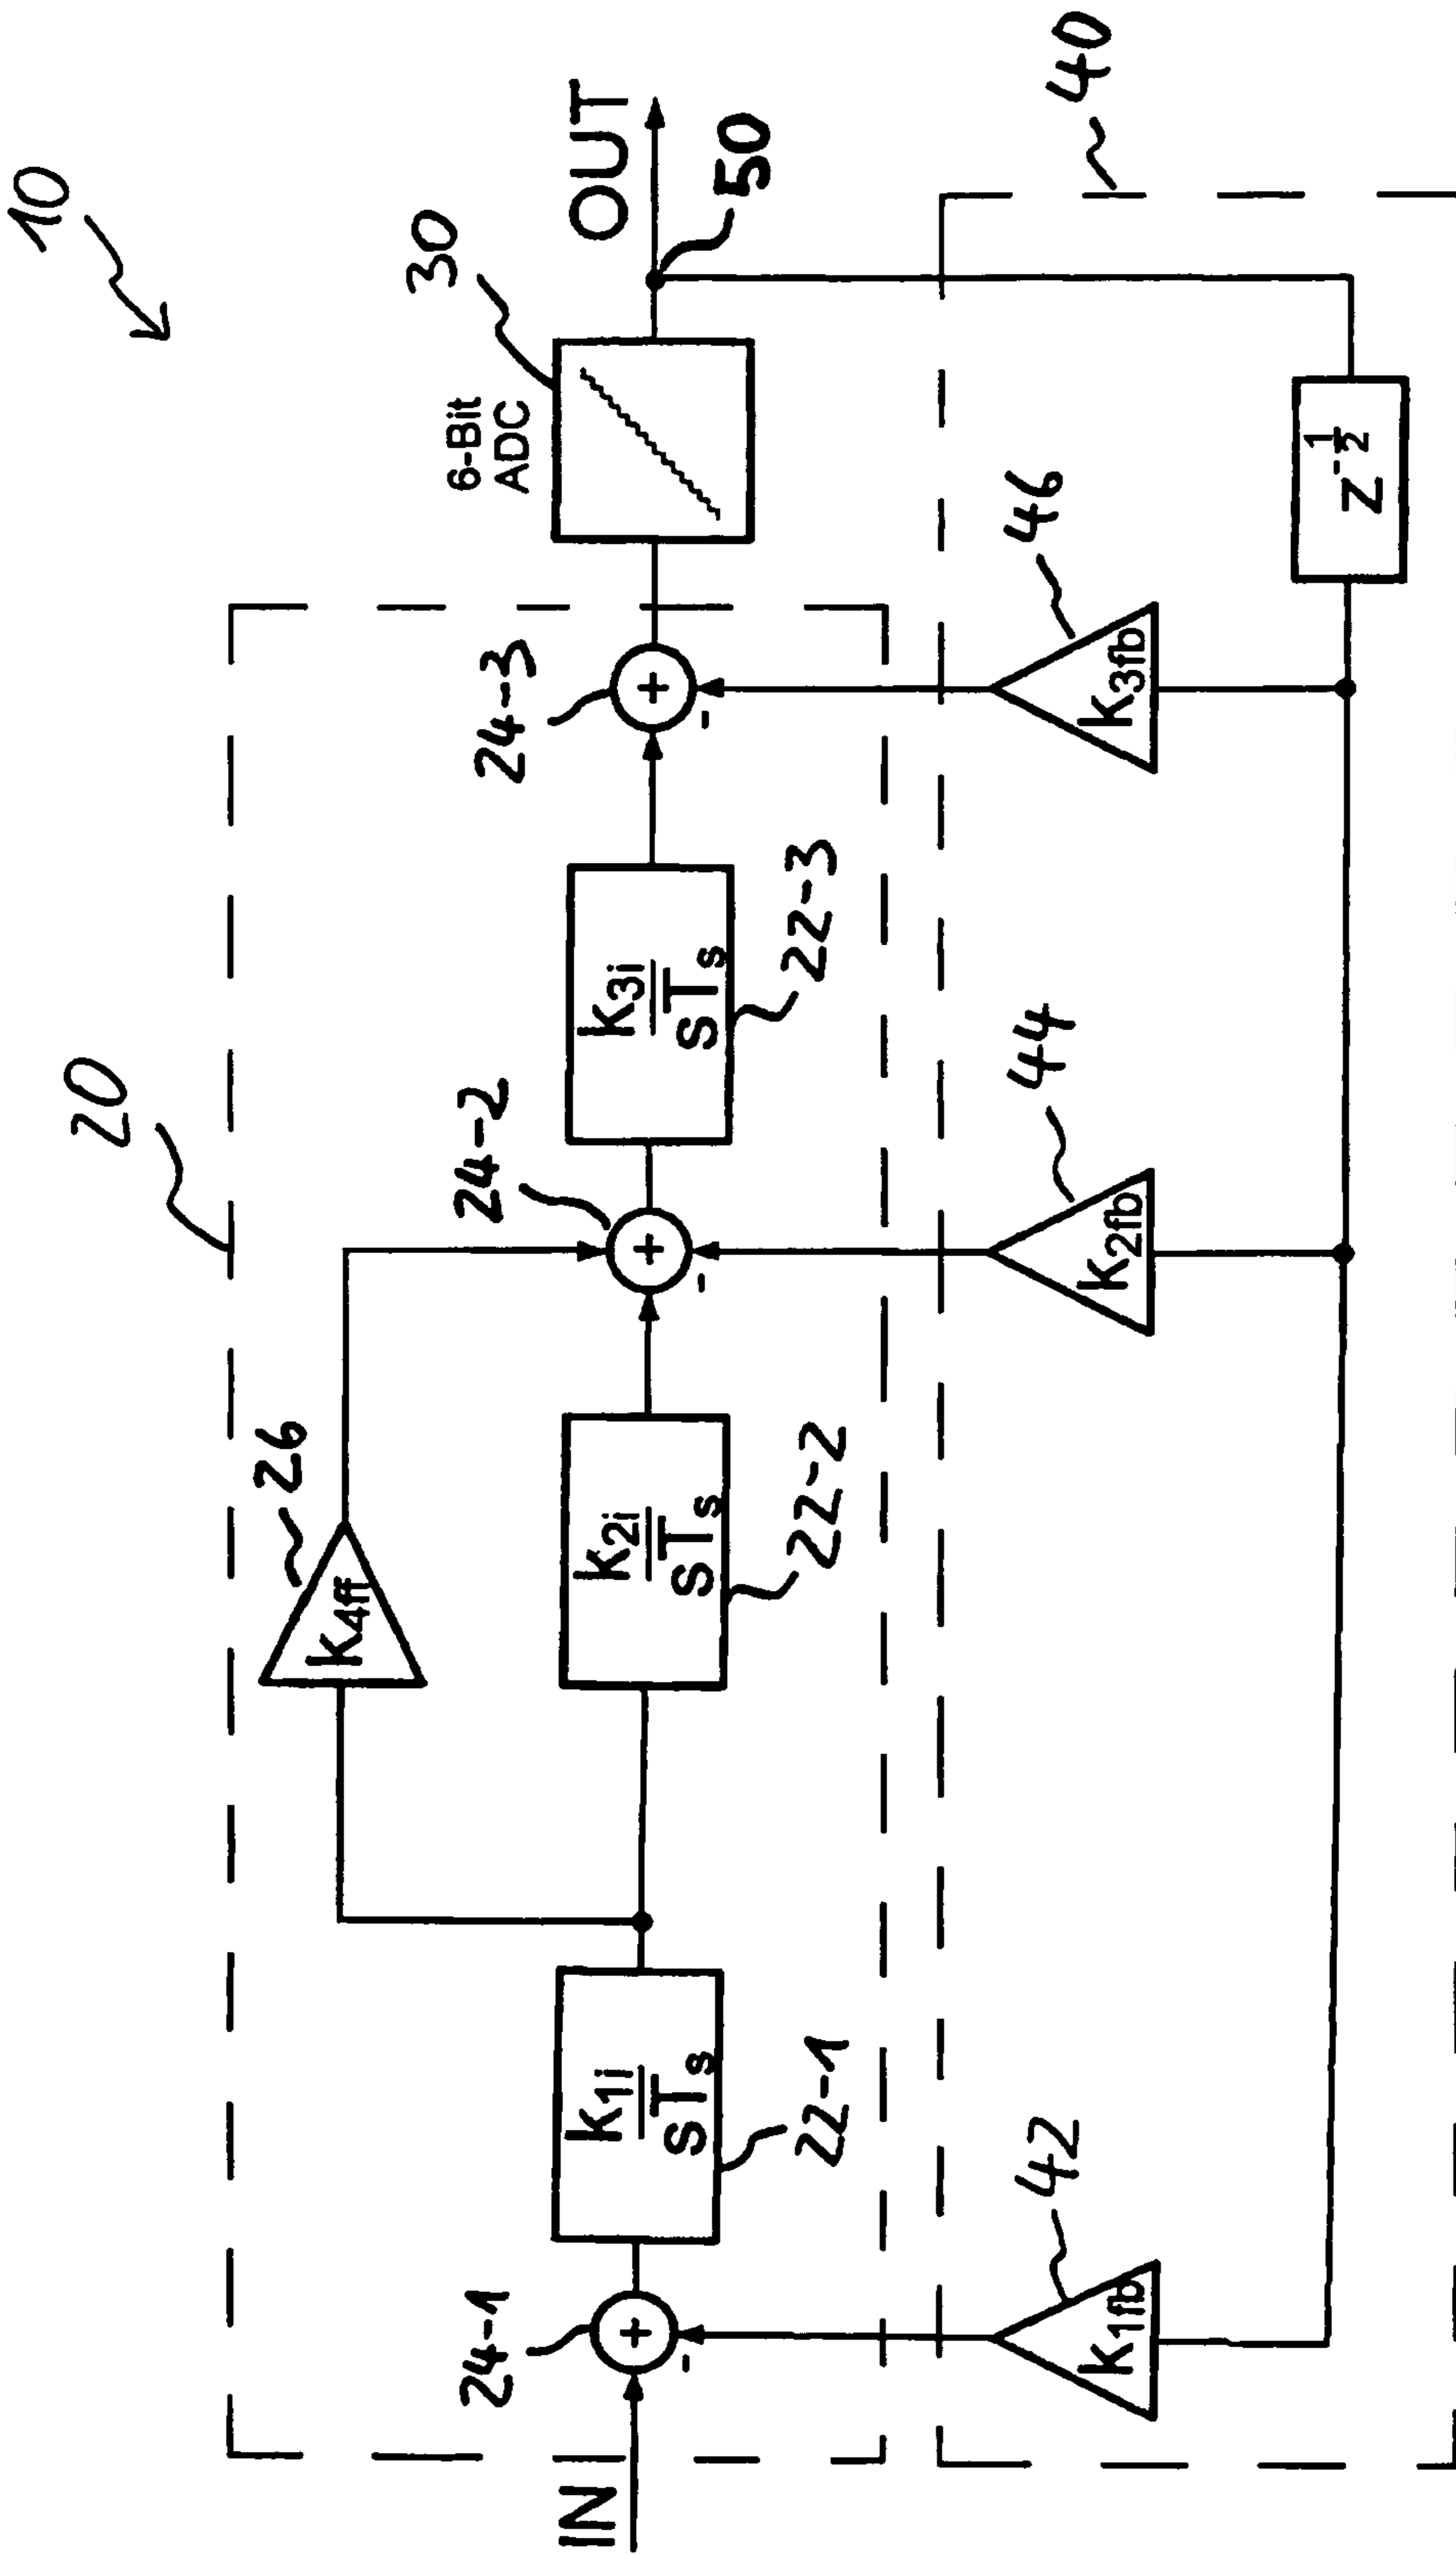 10
20
26
k4ff
24-1
24-2
24-3
6-Bit
ADC
30
IN
+
-
k1i
sTs
22-1
k2i
sTs
22-2
+
-
k3i
sTs
22-3
+
-
OUT
50
42
k1fb
44
k2fb
46
k3fb
z-1/2
40